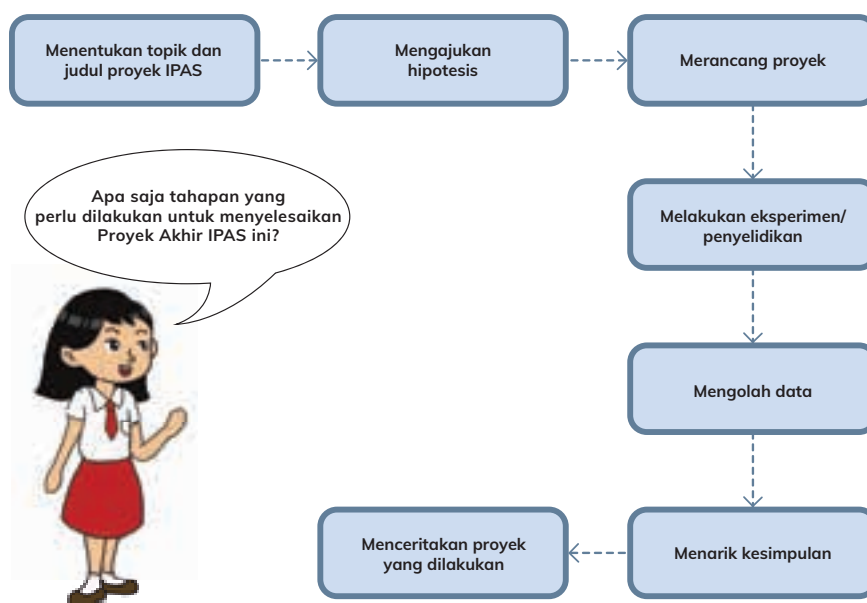 Menentukan topik dan
judul proyek IPAS
Mengajukan
hipotesis
Merancang proyek
Apa saja tahapan yang
perlu dilakukan untuk menyelesaikan
Proyek Akhir IPAS ini?
Melakukan eksperimen/
penyelidikan
Mengolah data
Menarik kesimpulan
Menceritakan proyek
yang dilakukan